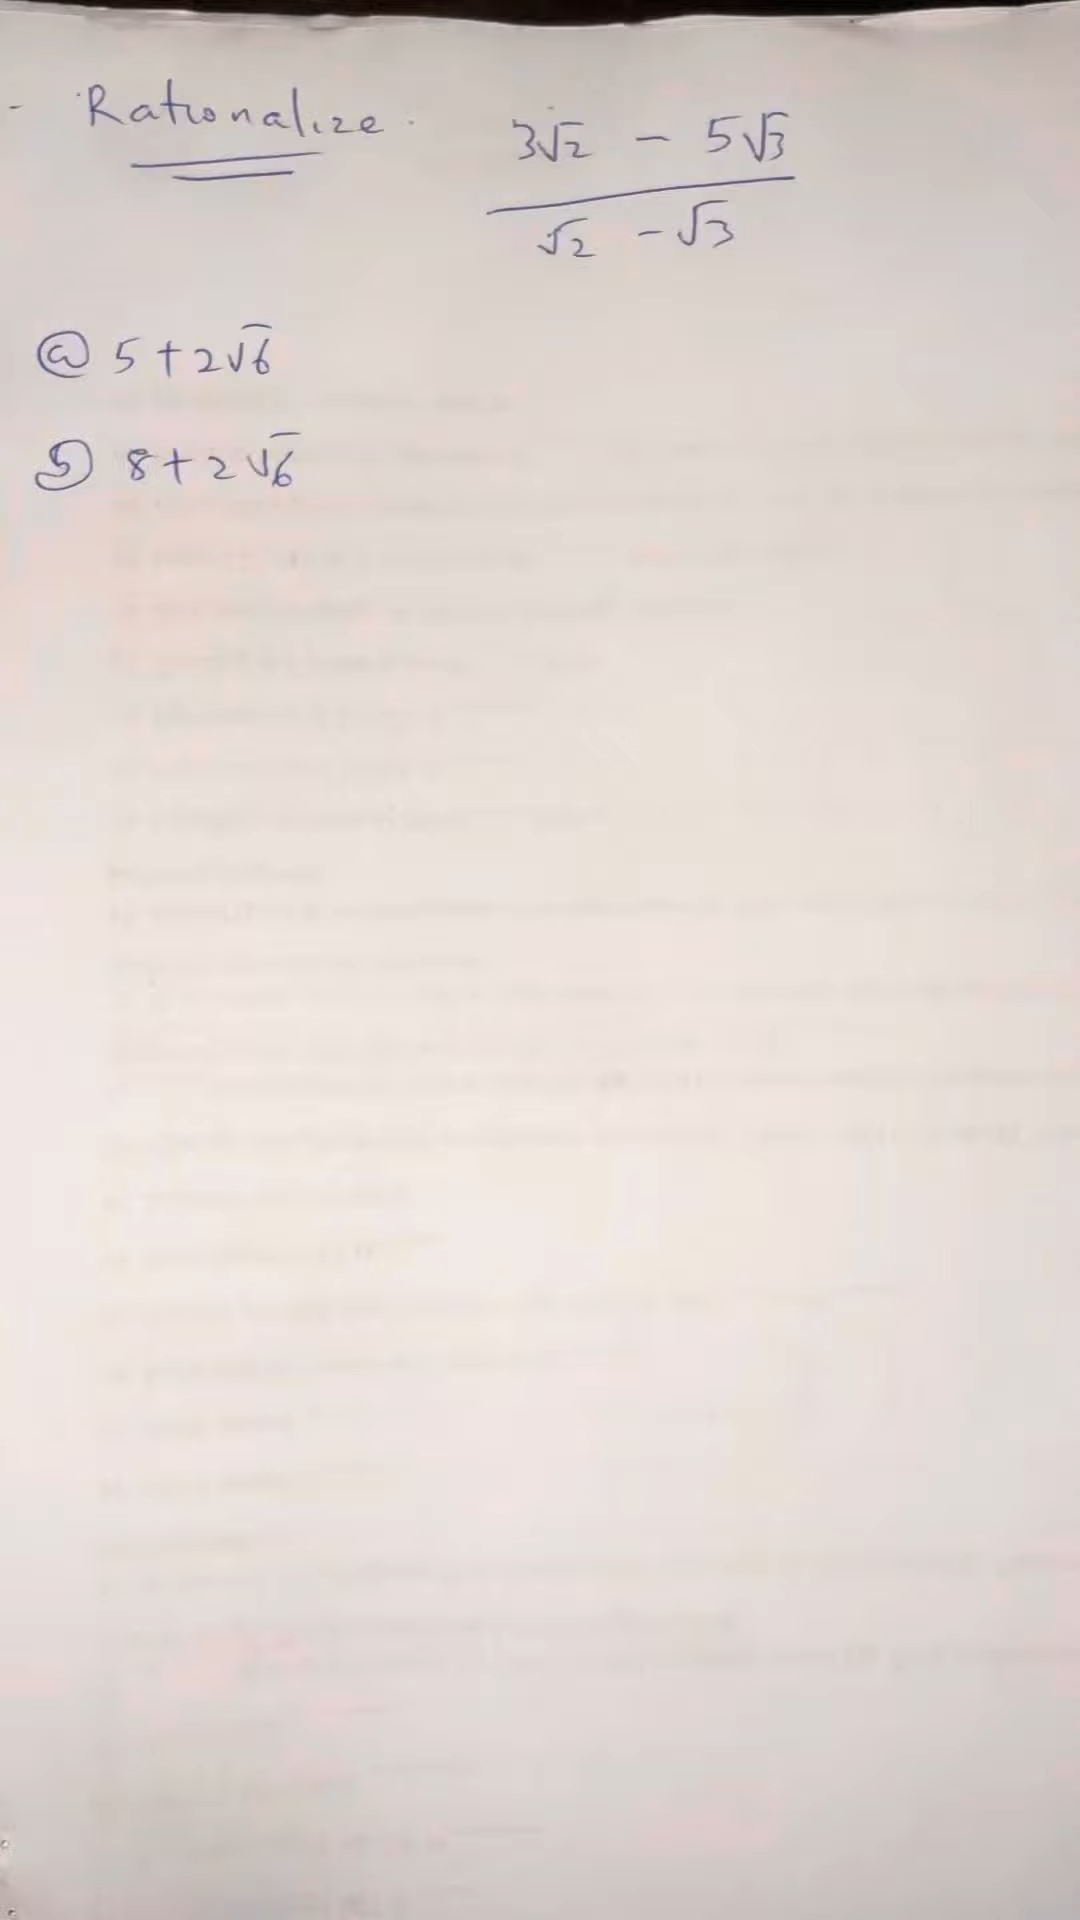 - Rationalize. 3√2 - 5√3
√2 - √3
ⓐ 5+2√6
8+2√6